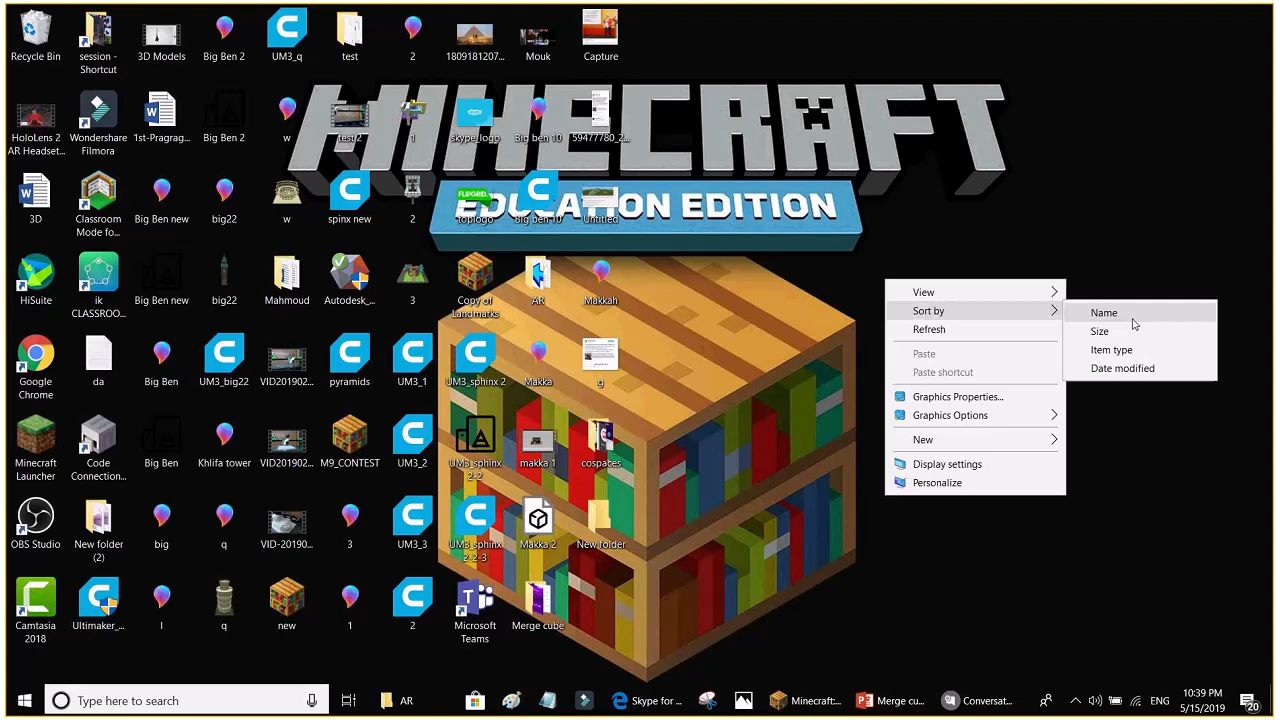 Recycle Bin
session -
Shortcut
3D Models
Big Ben 2
UM3_q
test
2
1809181207...
Mouk
Capture
HoloLens 2
AR Headset...
Wondershare
Filmora
1st-Pragrag...
Big Ben 2
w
test 2
1
skype_logo
Big ben 10
59477780_2...
MINECRAFT
3D
Classroom
Mode fo...
Big Ben new
big22
w
spinx new
2
FLIPGRID
toplogo
Big ben 10
Untitled
EDUCATION EDITION
HiSuite
ik
CLASSROO...
Big Ben new
big22
Mahmoud
Autodesk_...
3
Copy of
Landmarks
AR
Makkah
Google
Chrome
da
Big Ben
UM3_big22
VID201902...
pyramids
UM3_1
UM3_sphinx 2
Makka
g
Minecraft
Launcher
Code
Connection...
Big Ben
Khlifa tower
VID201902...
M9_CONTEST
UM3_2
UM3_sphinx
2-2
makka 1
cospaces
OBS Studio
New folder
(2)
big
q
VID-20190...
3
UM3_3
UM3_sphinx
2-2-3
Makka 2
New folder
Camtasia
2018
Ultimaker_...
l
q
new
1
2
Microsoft
Teams
Merge cube
View
Sort by
Refresh
Paste
Paste shortcut
Graphics Properties...
Graphics Options
New
Display settings
Personalize
Name
Size
Item type
Date modified
Type here to search
AR
Skype for ...
Minecraft:...
Merge cu...
Conversat...
ENG
10:39 PM
5/15/2019
20